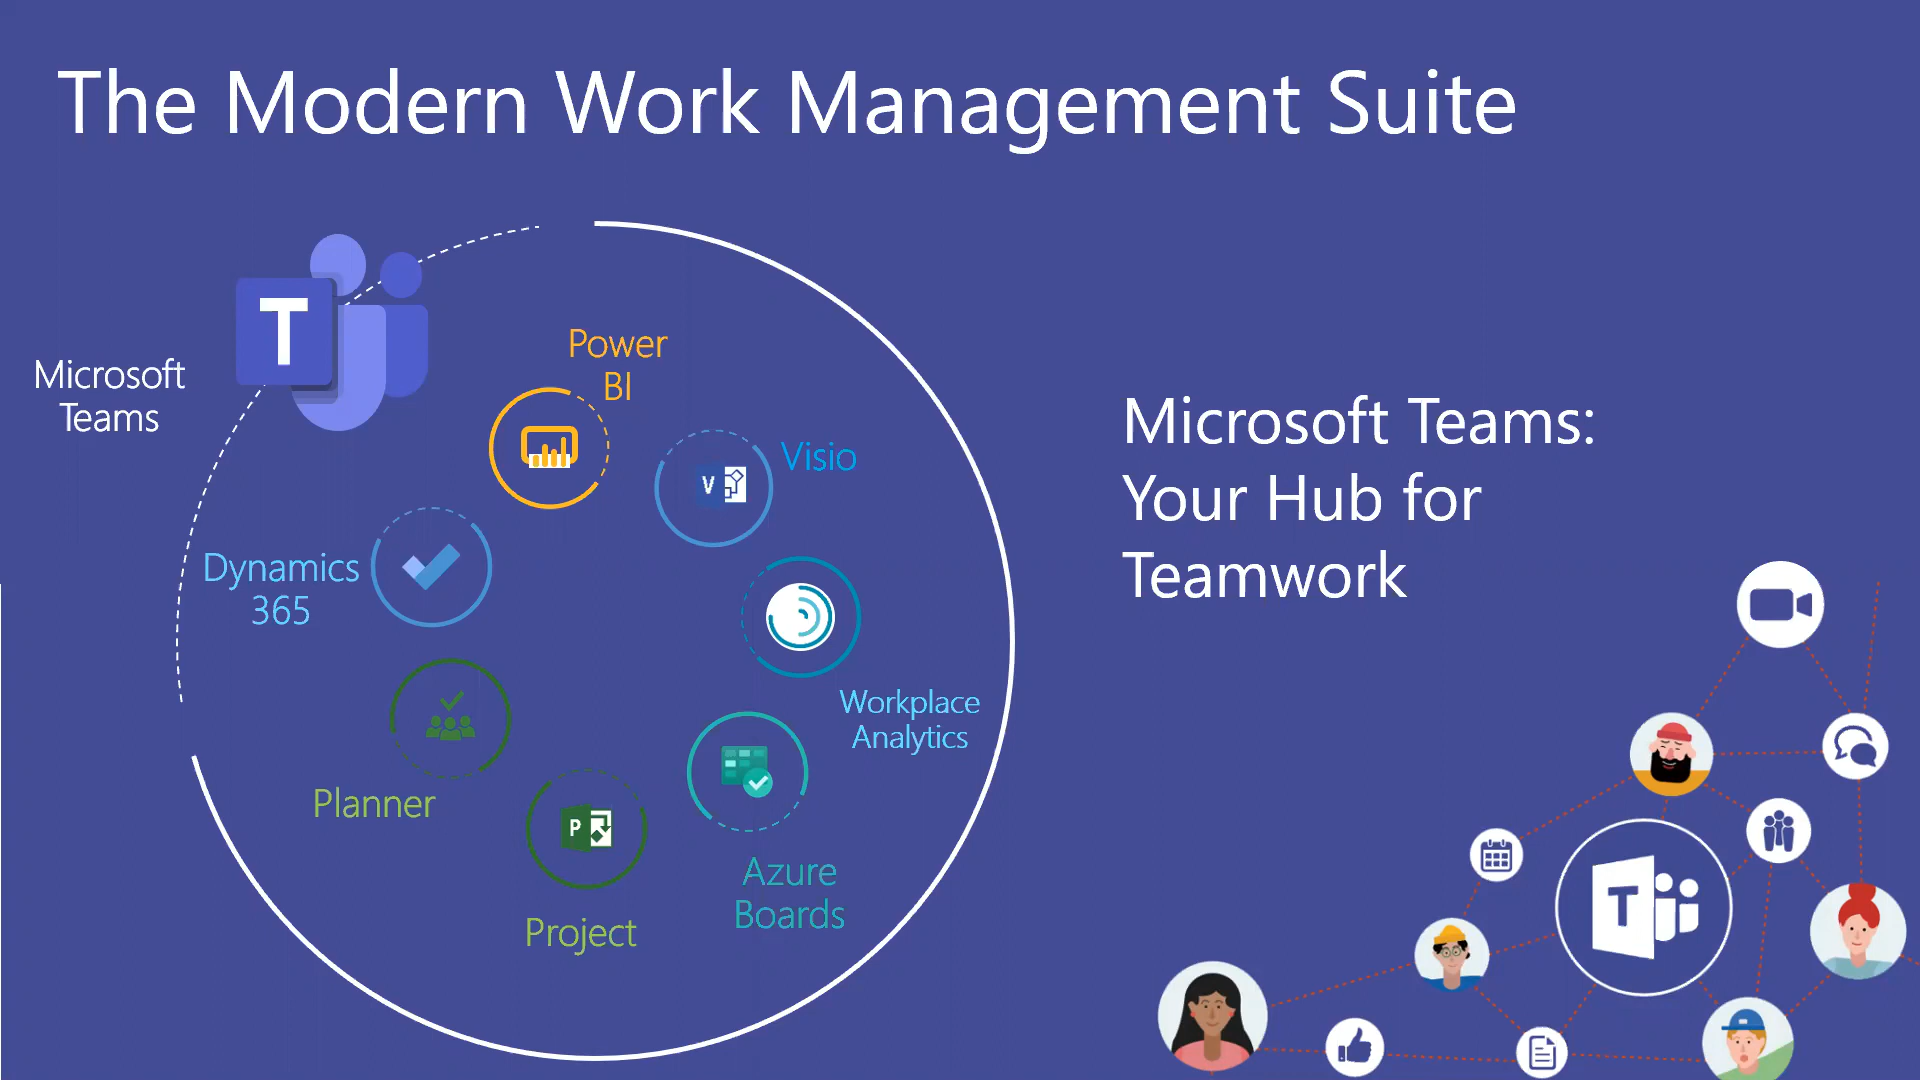 The Modern Work Management Suite
T
Microsoft
Teams
Power
BI
V
Visio
Dynamics
365
Workplace
Analytics
Planner
P
Project
Azure
Boards
Microsoft Teams:
Your Hub for
Teamwork
T